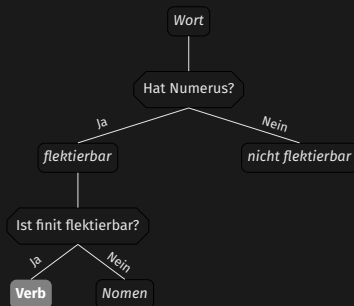 Wort
Hat Numerus?
Ja
Nein
flektierbar
nicht flektierbar
Ist finit flektierbar?
Ja
Nein
Verb
Nomen